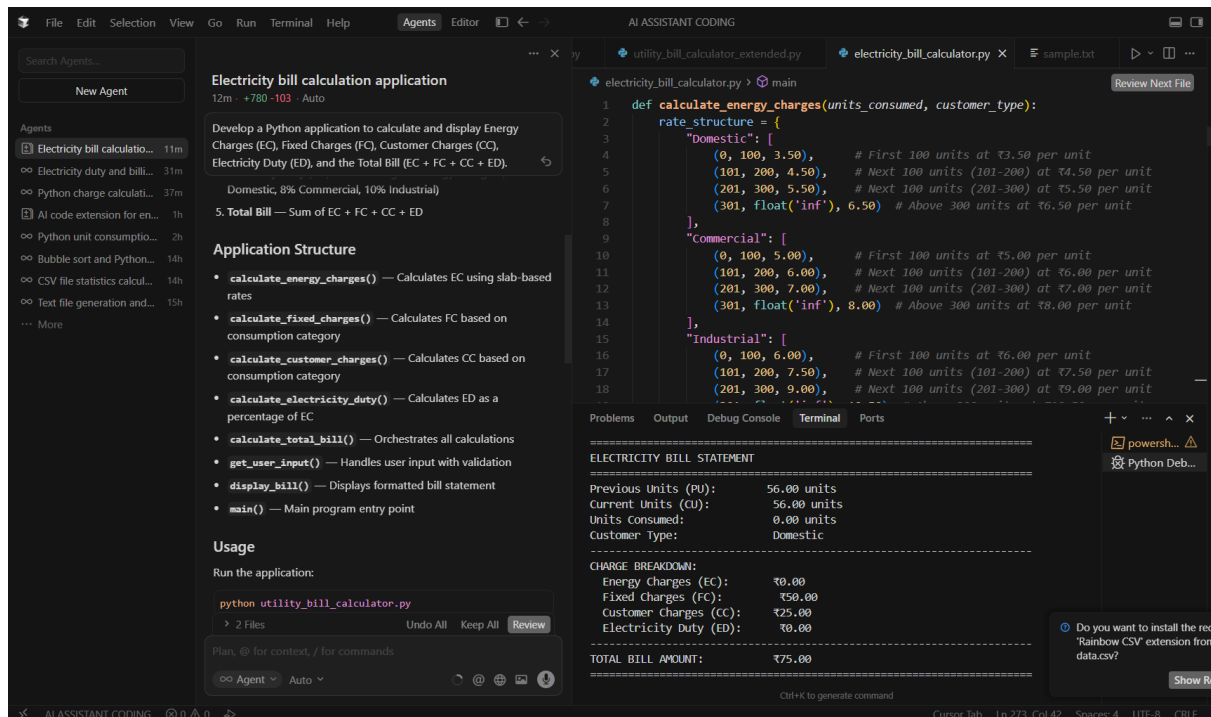 File Edit Selection View Go Run Terminal Help
Agents Editor
AI ASSISTANT CODING
Search Agents...
New Agent
Agents
Electricity bill calculatio... 11m
Electricity duty and billi... 31m
Python charge calculati... 37m
AI code extension for en... 1h
Python unit consumptio... 2h
Bubble sort and Python... 14h
CSV file statistics calcul... 14h
Text file generation and... 15h
... More
Electricity bill calculation application
12m · +780 -103 · Auto
Develop a Python application to calculate and display Energy
Charges (EC), Fixed Charges (FC), Customer Charges (CC),
Electricity Duty (ED), and the Total Bill (EC + FC + CC + ED).
Domestic, 8% Commercial, 10% Industrial)
5. Total Bill — Sum of EC + FC + CC + ED
Application Structure
• calculate_energy_charges() — Calculates EC using slab-based
rates
• calculate_fixed_charges() — Calculates FC based on
consumption category
• calculate_customer_charges() — Calculates CC based on
consumption category
• calculate_electricity_duty() — Calculates ED as a
percentage of EC
• calculate_total_bill() — Orchestrates all calculations
• get_user_input() — Handles user input with validation
• display_bill() — Displays formatted bill statement
• main() — Main program entry point
Usage
Run the application:
python utility_bill_calculator.py
> 2 Files Undo All Keep All Review
Plan, @ for context, / for commands
Agent Auto
utility_bill_calculator_extended.py electricity_bill_calculator.py sample.txt
electricity_bill_calculator.py > main
Review Next File
1 def calculate_energy_charges(units_consumed, customer_type):
2 rate_structure = {
3 "Domestic": [
4 (0, 100, 3.50), # First 100 units at ₹3.50 per unit
5 (101, 200, 4.50), # Next 100 units (101-200) at ₹4.50 per unit
6 (201, 300, 5.50), # Next 100 units (201-300) at ₹5.50 per unit
7 (301, float('inf'), 6.50) # Above 300 units at ₹6.50 per unit
8 ],
9 "Commercial": [
10 (0, 100, 5.00), # First 100 units at ₹5.00 per unit
11 (101, 200, 6.00), # Next 100 units (101-200) at ₹6.00 per unit
12 (201, 300, 7.00), # Next 100 units (201-300) at ₹7.00 per unit
13 (301, float('inf'), 8.00) # Above 300 units at ₹8.00 per unit
14 ],
15 "Industrial": [
16 (0, 100, 6.00), # First 100 units at ₹6.00 per unit
17 (101, 200, 7.50), # Next 100 units (101-200) at ₹7.50 per unit
18 (201, 300, 9.00), # Next 100 units (201-300) at ₹9.00 per unit
Problems Output Debug Console Terminal Ports
powersh...
Python Deb...
ELECTRICITY BILL STATEMENT
Previous Units (PU): 56.00 units
Current Units (CU): 56.00 units
Units Consumed: 0.00 units
Customer Type: Domestic
CHARGE BREAKDOWN:
Energy Charges (EC): ₹0.00
Fixed Charges (FC): ₹50.00
Customer Charges (CC): ₹25.00
Electricity Duty (ED): ₹0.00
TOTAL BILL AMOUNT: ₹75.00
Ctrl+K to generate command
Do you want to install the rec
'Rainbow CSV' extension from
data.csv?
Show R
AI ASSISTANT CODING 0 0
Cursor Tab Ln 273, Col 42 Spaces: 4 UTF-8 CRLF